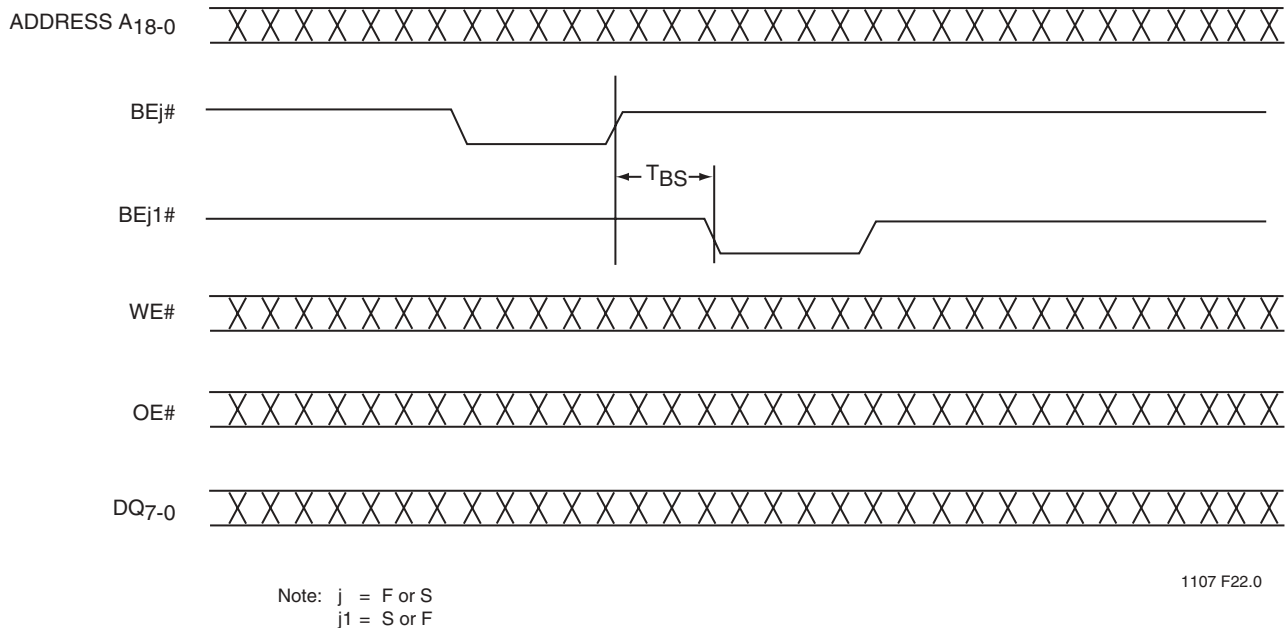 ADDRESS A18-0
BEj#
TBS
BEj1#
WE#
OE#
DQ7-0
1107 F22.0
Note: j = F or S
j1 = S or F